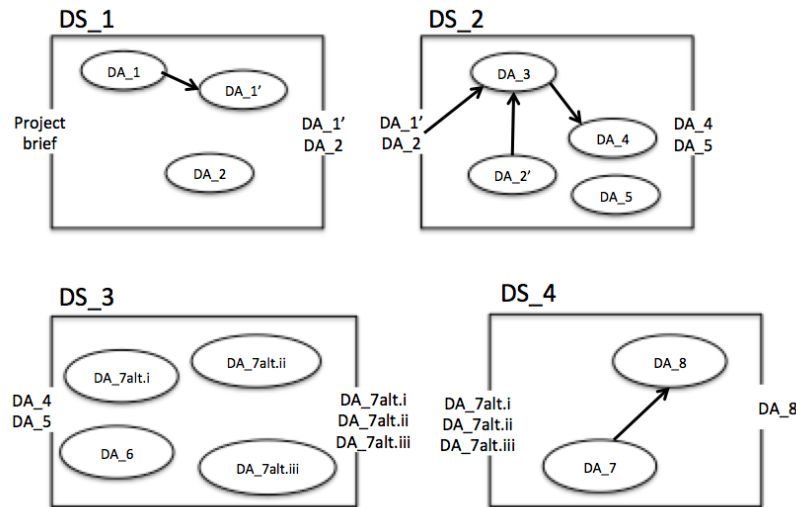 DS_1
DA_1
DA_1’
Project
brief
DA_1’
DA_2
DA_2
DS_2
DA_3
DA_1’
DA_2
DA_4
DA_4
DA_5
DA_2’
DA_5
DS_3
DA_7alt.i
DA_7alt.ii
DA_4
DA_5
DA_7alt.i
DA_7alt.ii
DA_7alt.iii
DA_6
DA_7alt.iii
DS_4
DA_8
DA_7alt.i
DA_7alt.ii
DA_7alt.iii
DA_8
DA_7